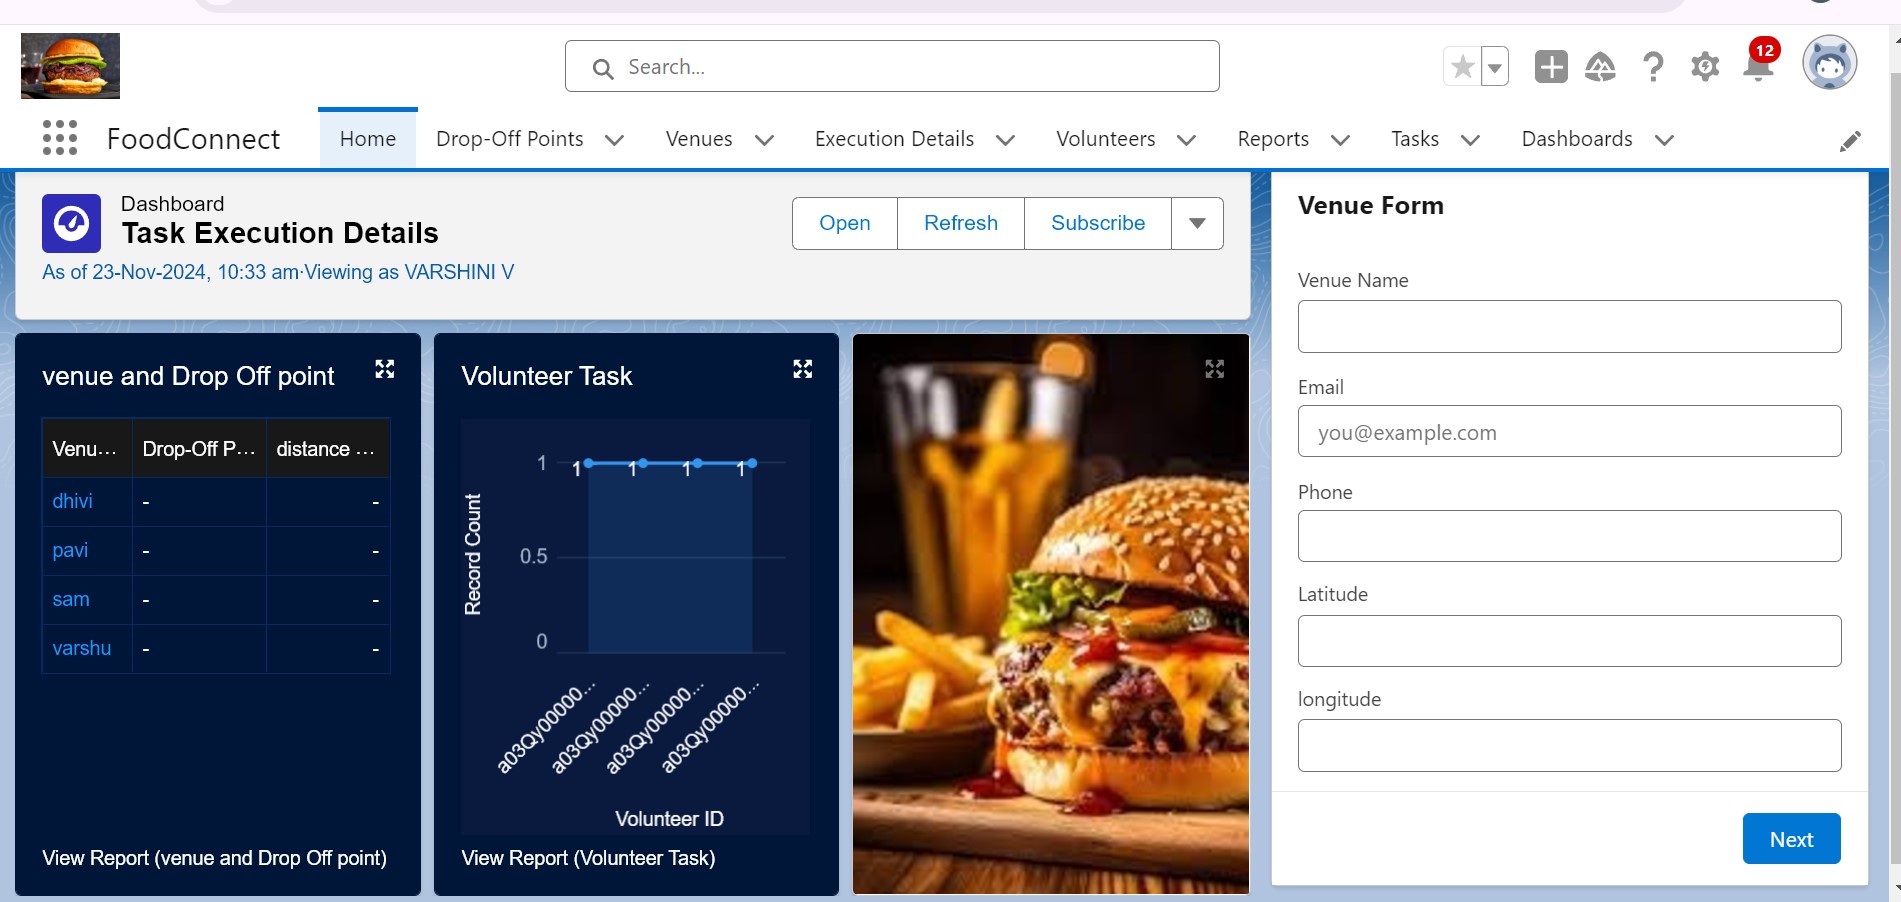 Search...
12
FoodConnect
Home
Drop-Off Points
Venues
Execution Details
Volunteers
Reports
Tasks
Dashboards
Dashboard
Task Execution Details
As of 23-Nov-2024, 10:33 am·Viewing as VARSHINI V
Open
Refresh
Subscribe
venue and Drop Off point
Venu... Drop-Off P... distance ...
dhivi - -
pavi - -
sam - -
varshu - -
View Report (venue and Drop Off point)
Volunteer Task
Record Count
1
0.5
0
1 1 1 1
a03Qy00000...
a03Qy00000...
a03Qy00000...
a03Qy00000...
Volunteer ID
View Report (Volunteer Task)
Venue Form
Venue Name
Email
you@example.com
Phone
Latitude
longitude
Next